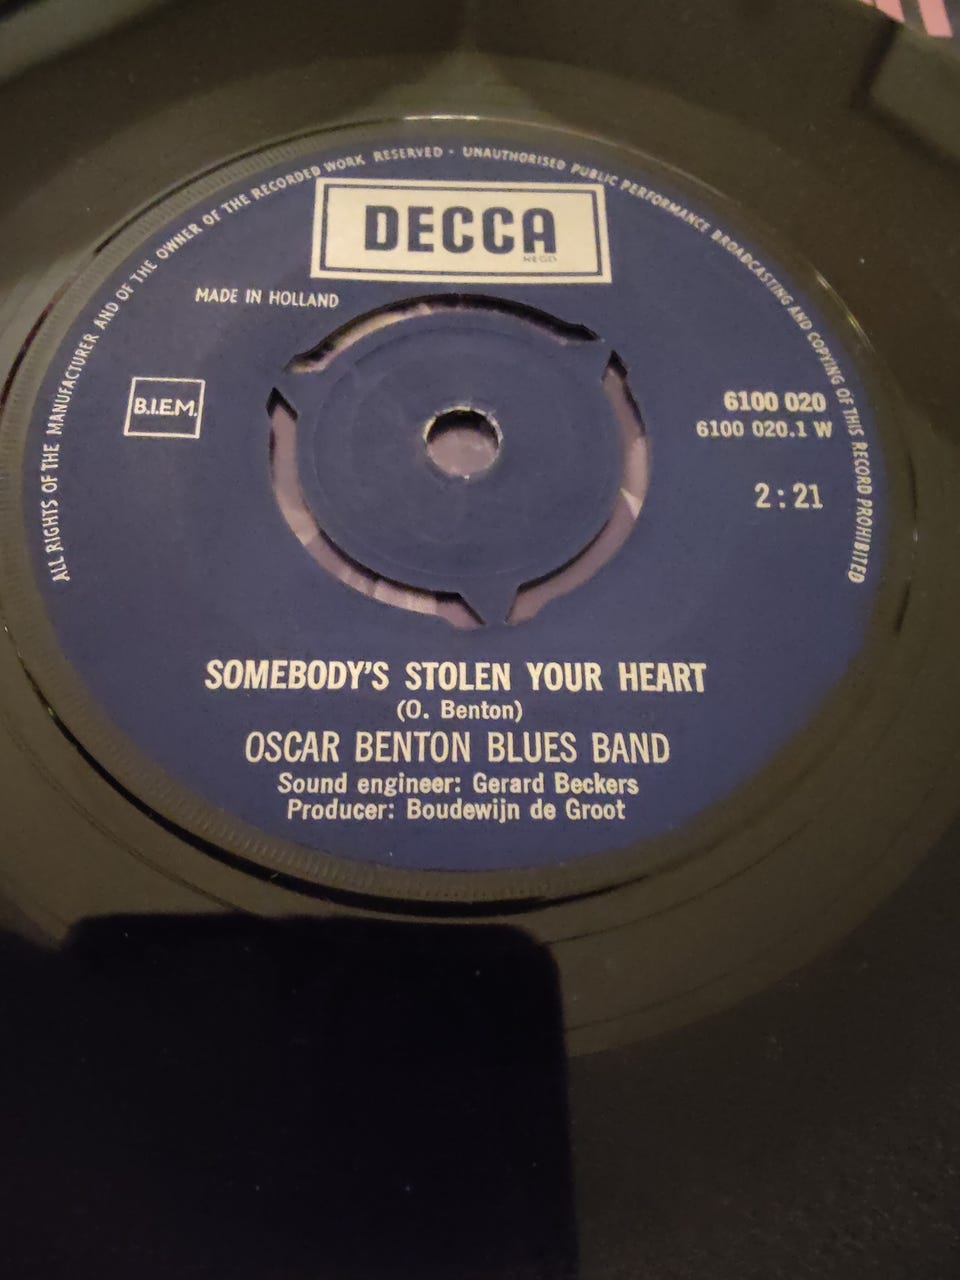 ALL RIGHTS OF THE MANUFACTURER AND OF THE OWNER OF THE RECORDED WORK RESERVED · UNAUTHORISED PUBLIC PERFORMANCE BROADCASTING AND COPYING OF THIS RECORD PROHIBITED
DECCA
REGD
MADE IN HOLLAND
B.I.E.M.
6100 020
6100 020.1 W
2:21
SOMEBODY'S STOLEN YOUR HEART
(O. Benton)
OSCAR BENTON BLUES BAND
Sound engineer: Gerard Beckers
Producer: Boudewijn de Groot